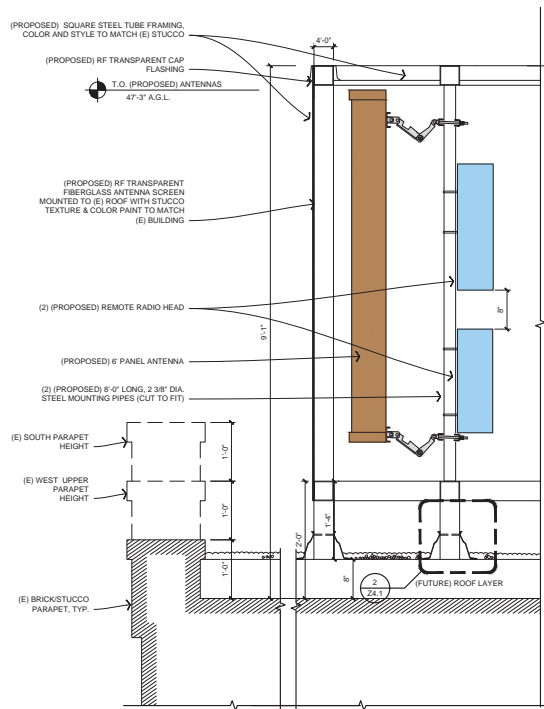 (PROPOSED) SQUARE STEEL TUBE FRAMING,
COLOR AND STYLE TO MATCH (E) STUCCO
4'-0"
(PROPOSED) RF TRANSPARENT CAP
FLASHING
T.O. (PROPOSED) ANTENNAS
47'-3" A.G.L.
(PROPOSED) RF TRANSPARENT
FIBERGLASS ANTENNA SCREEN
MOUNTED TO (E) ROOF WITH STUCCO
TEXTURE & COLOR PAINT TO MATCH
(E) BUILDING
(2) (PROPOSED) REMOTE RADIO HEAD
8"
9'-1"
(PROPOSED) 6' PANEL ANTENNA
(2) (PROPOSED) 8'-0" LONG, 2 3/8" DIA.
STEEL MOUNTING PIPES (CUT TO FIT)
(E) SOUTH PARAPET
HEIGHT
1'-0"
(E) WEST UPPER
PARAPET
HEIGHT
1'-0"
2'-0"
1'-4"
1'-0"
8"
2
Z4.1
(FUTURE) ROOF LAYER
(E) BRICK/STUCCO
PARAPET, TYP.